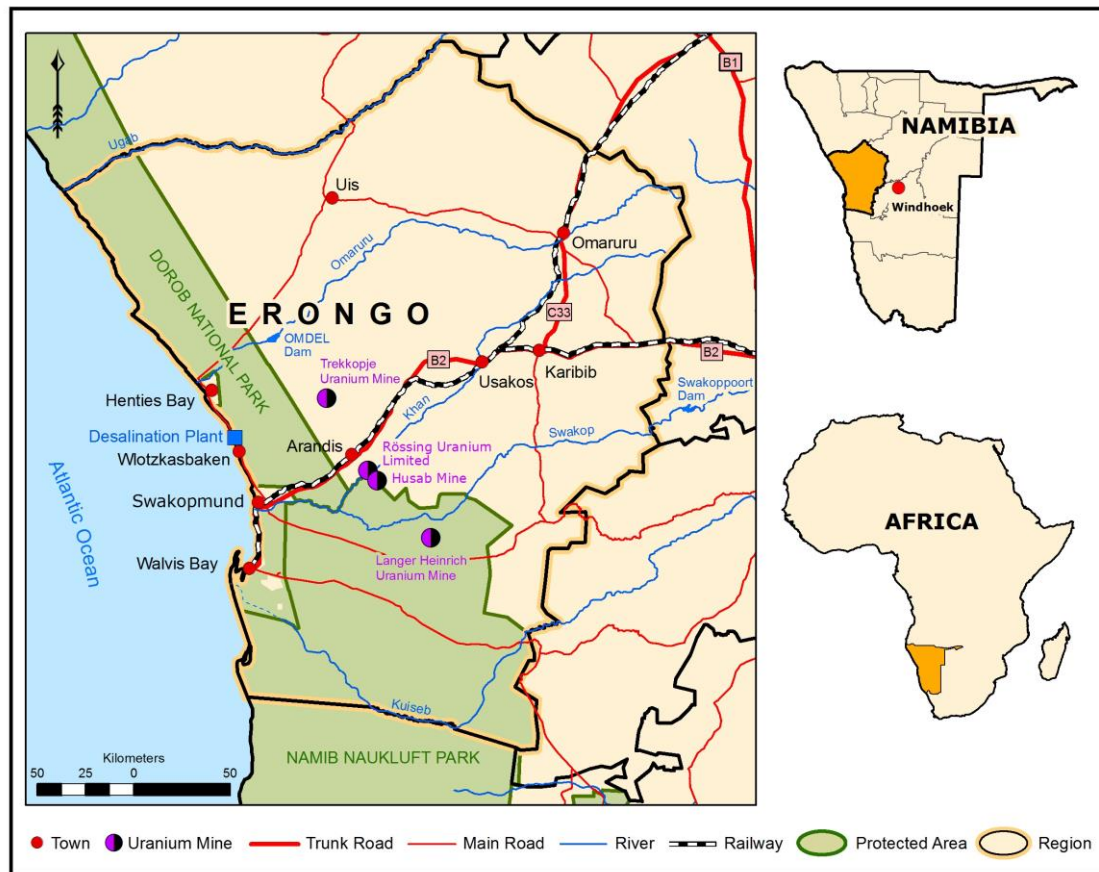 B1
Ugab
Uis
Omaruru
Omaruru
DOROB NATIONAL PARK
ERONGO
C33
OMDEL
Dam
Trekkopje
Uranium Mine
B2
Usakos
Karibib
B2
Henties Bay
Khan
Swakoppoort
Dam
Desalination Plant
Wlotzkasbaken
Arandis
Rössing Uranium
Limited
Husab Mine
Swakop
Swakopmund
Atlantic Ocean
Langer Heinrich
Uranium Mine
Walvis Bay
Kuiseb
Kilometers
50 25 0 50
NAMIB NAUKLUFT PARK
NAMIBIA
Windhoek
AFRICA
Town
Uranium Mine
Trunk Road
Main Road
River
Railway
Protected Area
Region